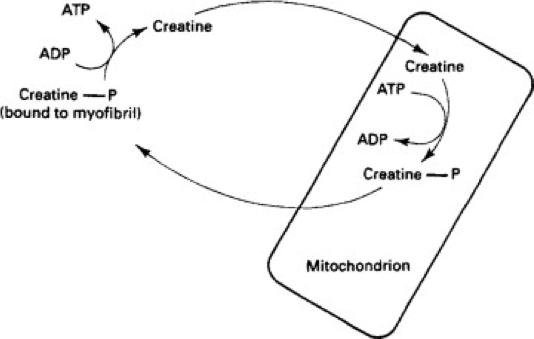 ATP
Creatine
ADP
Creatine — P
(bound to myofibril)
Creatine
ATP
ADP
Creatine — P
Mitochondrion